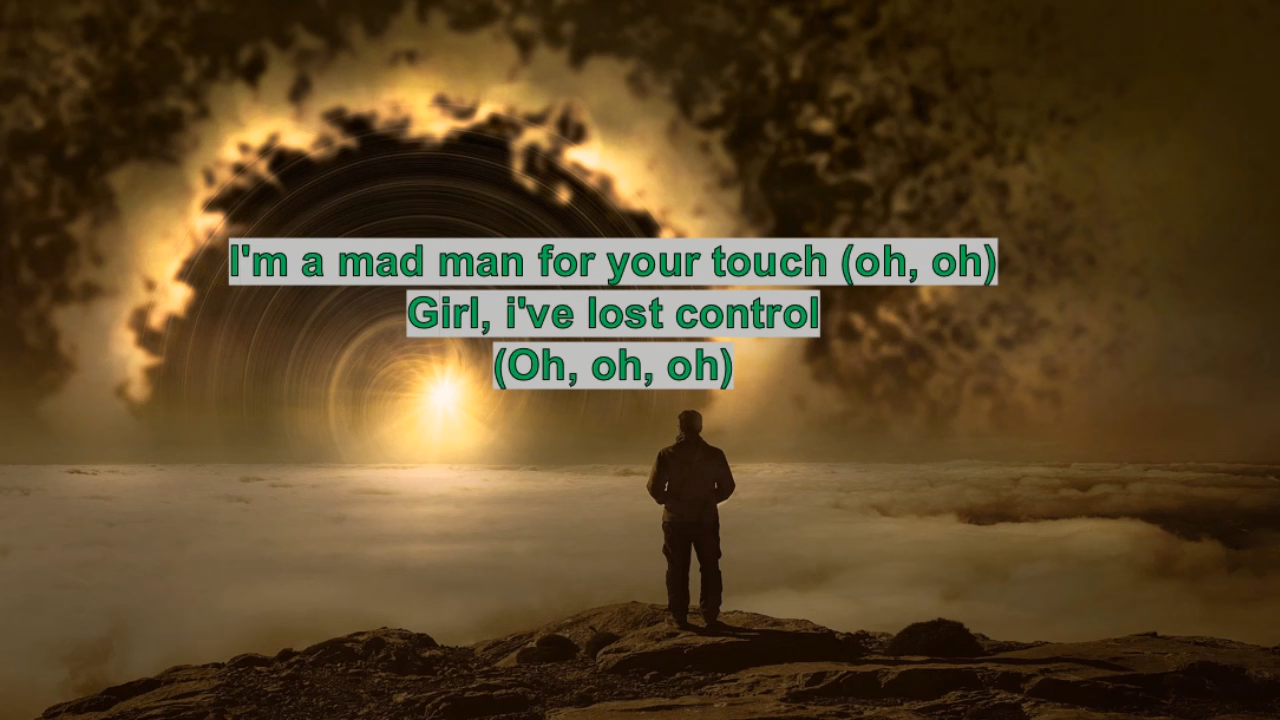 I'm a mad man for your touch (oh, oh)
Girl, i've lost control
(Oh, oh, oh)